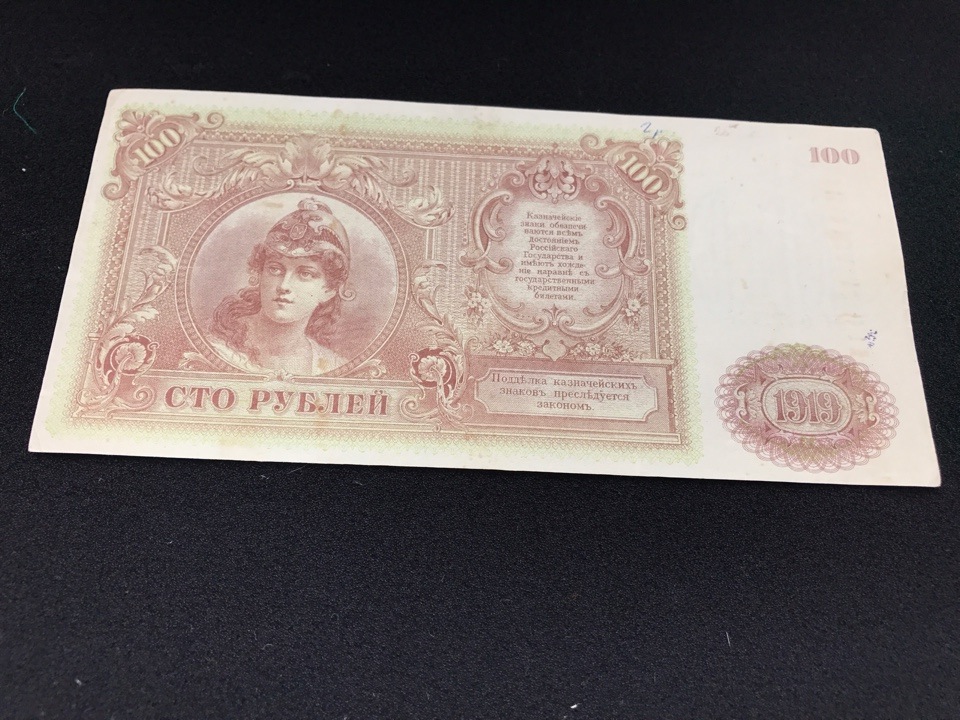 100
100
100
Казначейскіе
знаки обезпечи
ваются всѣмъ
достояніемъ
Россійскаго
Государства и
имѣютъ хожде-
ніе наравнѣ съ
государственными
кредитными
билетами.
СТО РУБЛЕЙ
Поддѣлка казначейскихъ
знаковъ преслѣдуется
закономъ.
1919